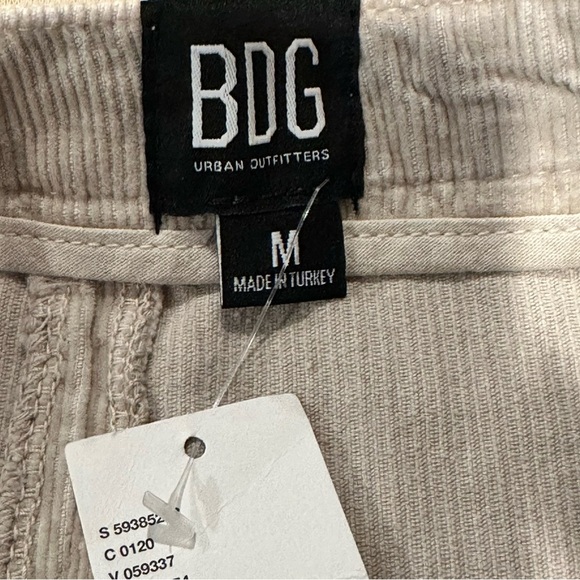 BDG
URBAN OUTFITTERS
M
MADE IN TURKEY
S
C 0120
V 059337